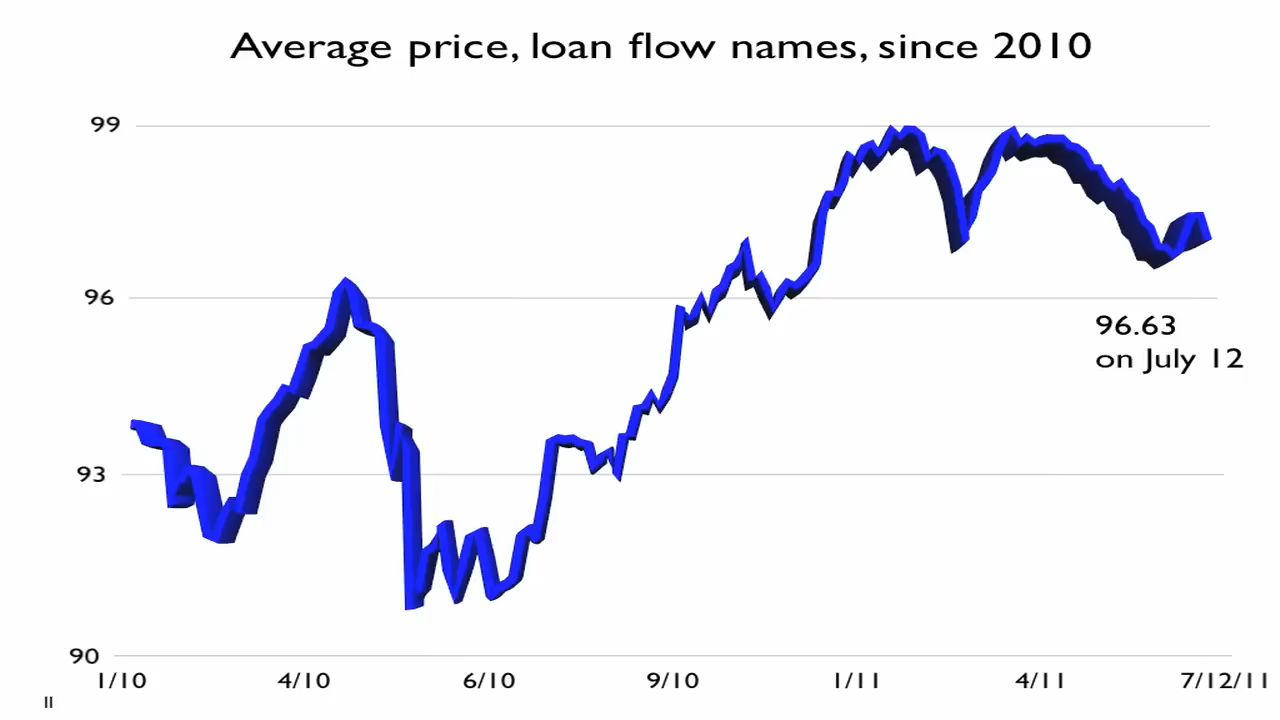 Average price, loan flow names, since 2010
99
96
96.63
on July 12
93
90
1/10 4/10 6/10 9/10 1/11 4/11 7/12/11
II